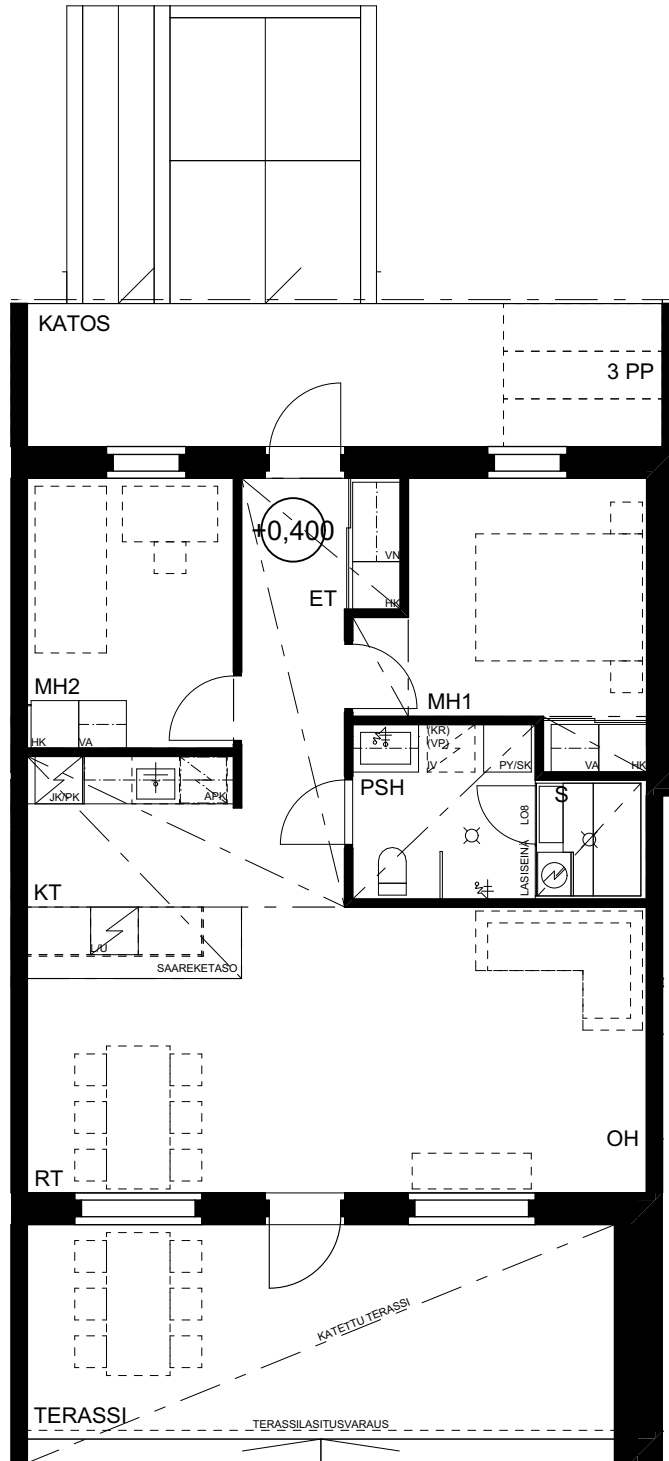 KATOS
3 PP
+0,400
VN
ET
HK
MH2
MH1
HK
VA
(KR)
(VP)
JV
PY/SK
VA
HK
JK/PK
APK
PSH
S
LASISEINÄ LO8
KT
L/U
SAAREKETASO
OH
RT
KATETTU TERASSI
TERASSI
TERASSILASITUSVARAUS